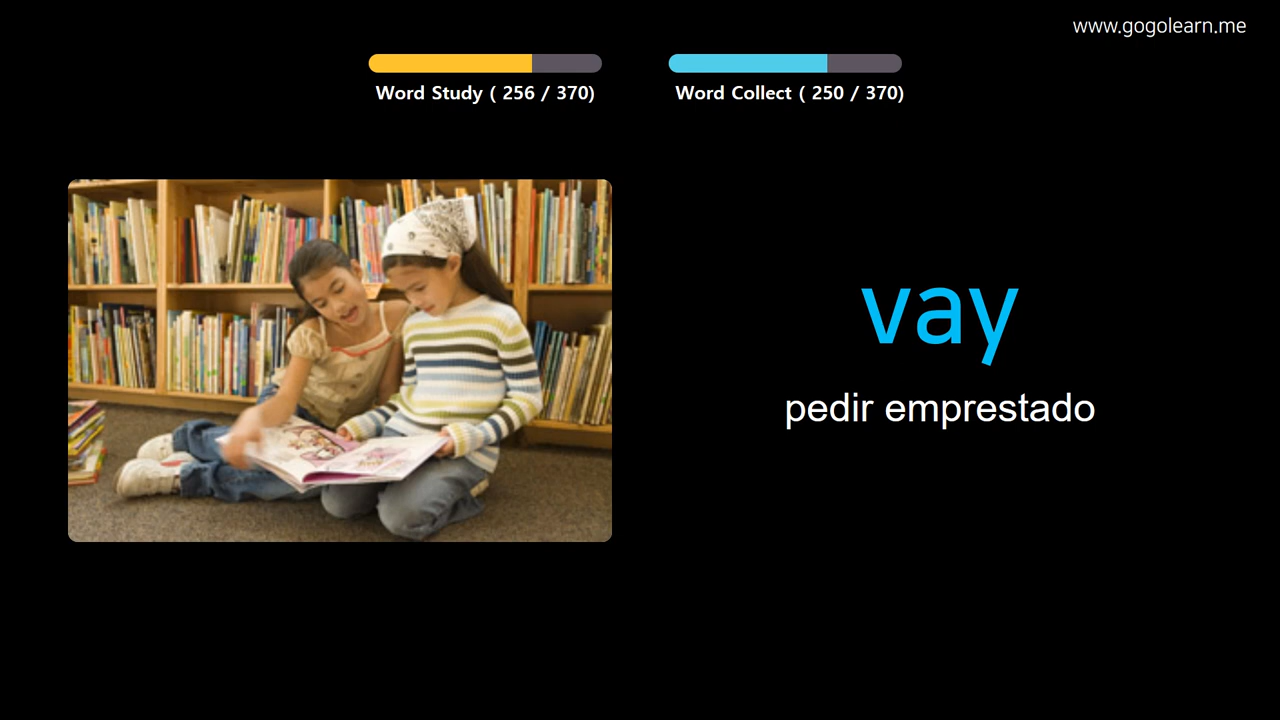 www.gogolearn.me
Word Study ( 256 / 370)
Word Collect ( 250 / 370)
vay
pedir emprestado